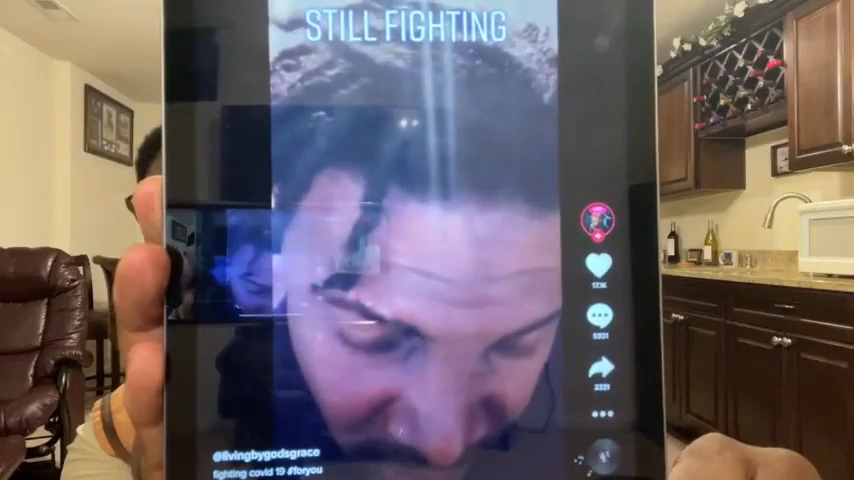 STILL FIGHTING
17.1K
5931
2321
@livingbygodsgrace
fighting covid 19 #foryou